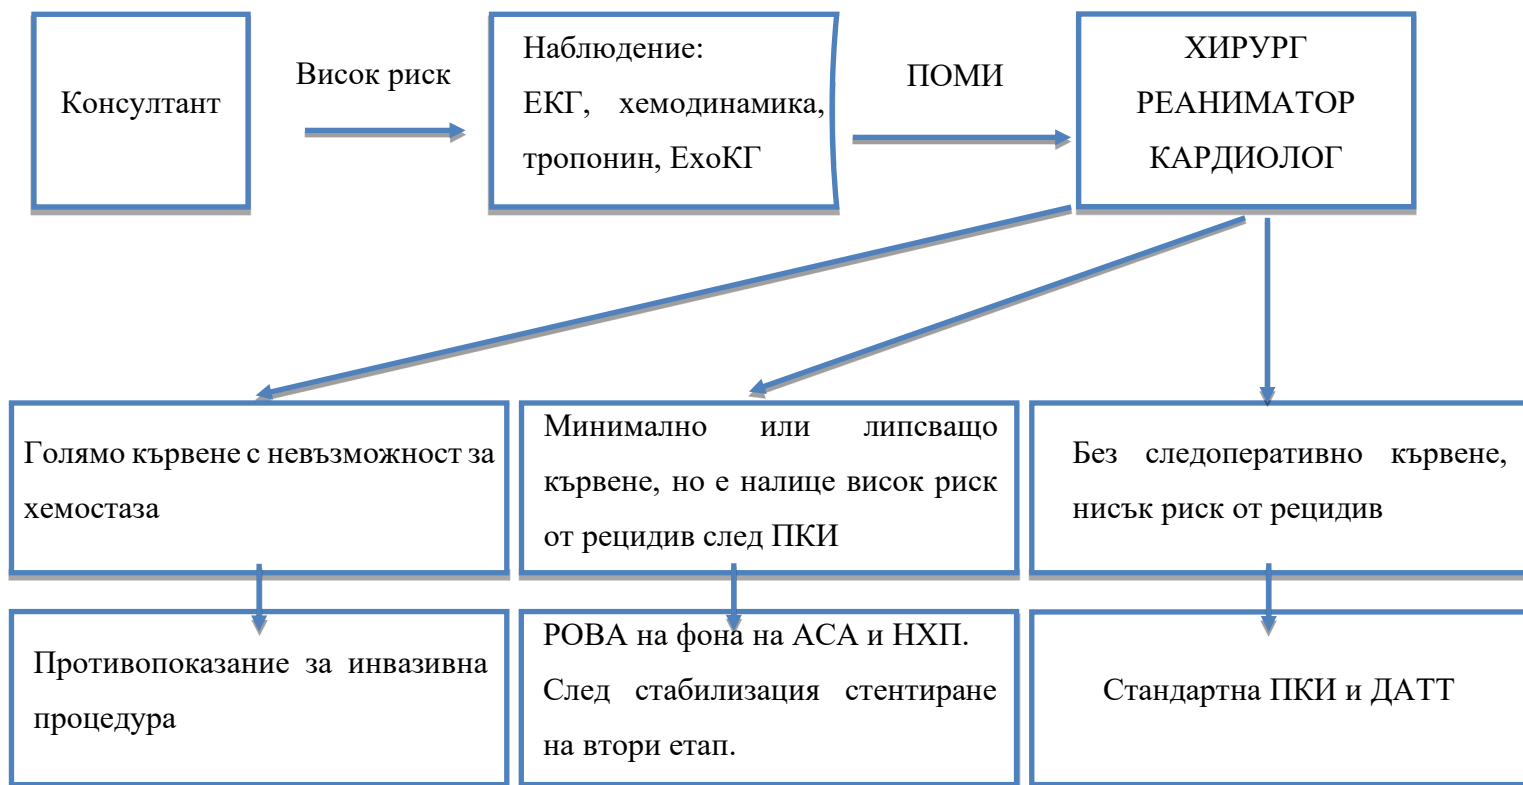 Консултант
Висок риск
Наблюдение:
ЕКГ, хемодинамика,
тропонин, ЕхоКГ
ПОМИ
ХИРУРГ
РЕАНИМАТОР
КАРДИОЛОГ
Голямо кървене с невъзможност за
хемостаза
Минимално или липсващо
кървене, но е налице висок риск
от рецидив след ПКИ
Без следоперативно кървене,
нисък риск от рецидив
Противопоказание за инвазивна
процедура
РОВА на фона на АСА и НХП.
След стабилизация стентиране
на втори етап.
Стандартна ПКИ и ДАТТ